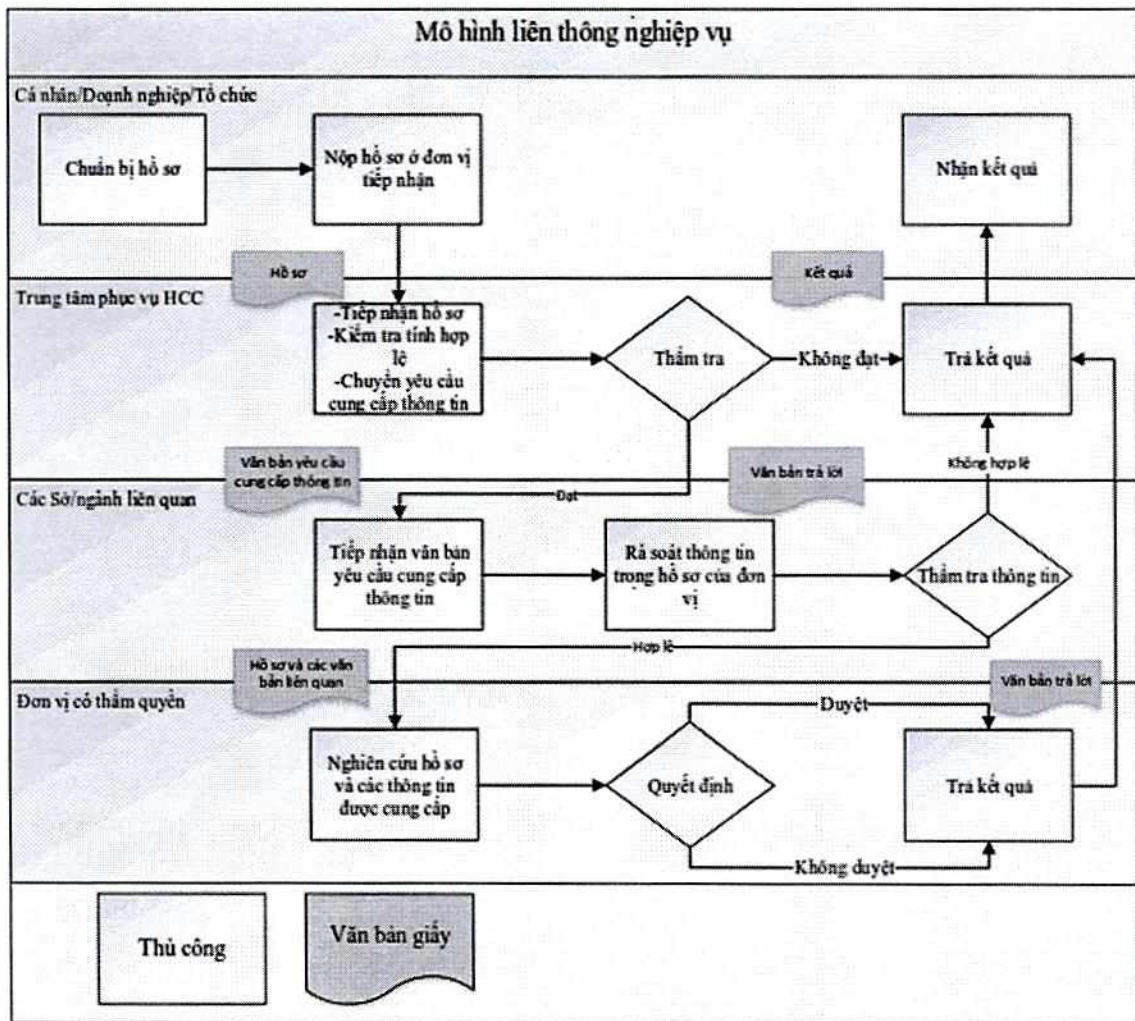 Mô hình liên thông nghiệp vụ
Cá nhân/Doanh nghiệp/Tổ chức
Chuẩn bị hồ sơ
Nộp hồ sơ ở đơn vị
tiếp nhận
Nhận kết quả
Hồ sơ
Kết quả
Trung tâm phục vụ HCC
-Tiếp nhận hồ sơ
-Kiểm tra tính hợp
lệ
-Chuyển yêu cầu
cung cấp thông tin
Thẩm tra
Không đạt
Trả kết quả
Văn bản yêu cầu
cung cấp thông tin
Văn bản trả lời
Không hợp lệ
Các Sở/ngành liên quan
Đạt
Tiếp nhận văn bản
yêu cầu cung cấp
thông tin
Rà soát thông tin
trong hồ sơ của đơn
vị
Thẩm tra thông tin
Hợp lệ
Hồ sơ và các văn
bản liên quan
Văn bản trả lời
Đơn vị có thẩm quyền
Duyệt
Nghiên cứu hồ sơ
và các thông tin
được cung cấp
Quyết định
Trả kết quả
Không duyệt
Thủ công
Văn bản giấy